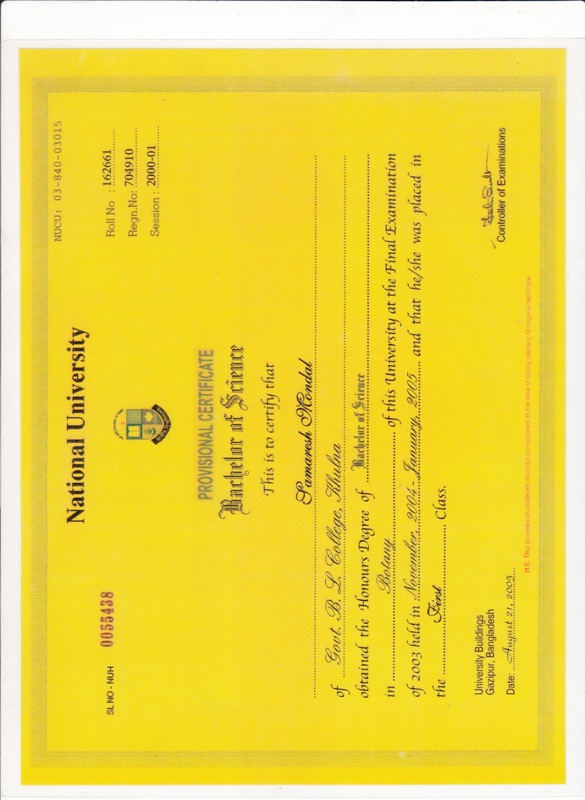 NUCU: 03-840-03015
SL NO - NUH 0055438
National University
Roll No : 162661
Regn.No: 704910
Session : 2000-01
PROVISIONAL CERTIFICATE
Bachelor of Science
This is to certify that
Samaresh Mondal
of Govt. B. L. College, Khulna
obtained the Honours Degree of Bachelor of Science
in Botany of this University at the Final Examination
of 2003 held in November, 2004 - January, 2005 and that he/she was placed in
the First Class.
University Buildings
Gazipur, Bangladesh
Date: August 21, 2005
Controller of Examinations
N.B. The provisional certificate must be surrendered at the time of taking delivery of original certificate.